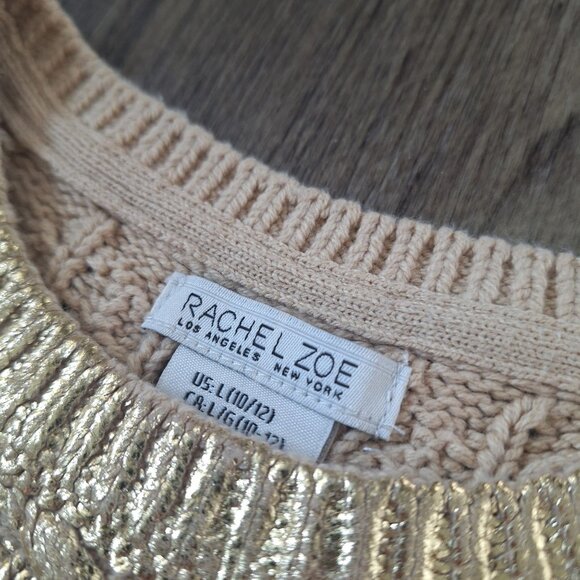 RACHEL ZOE
LOS ANGELES NEW YORK
US: L (10/12)
CA: L/G (10-12)